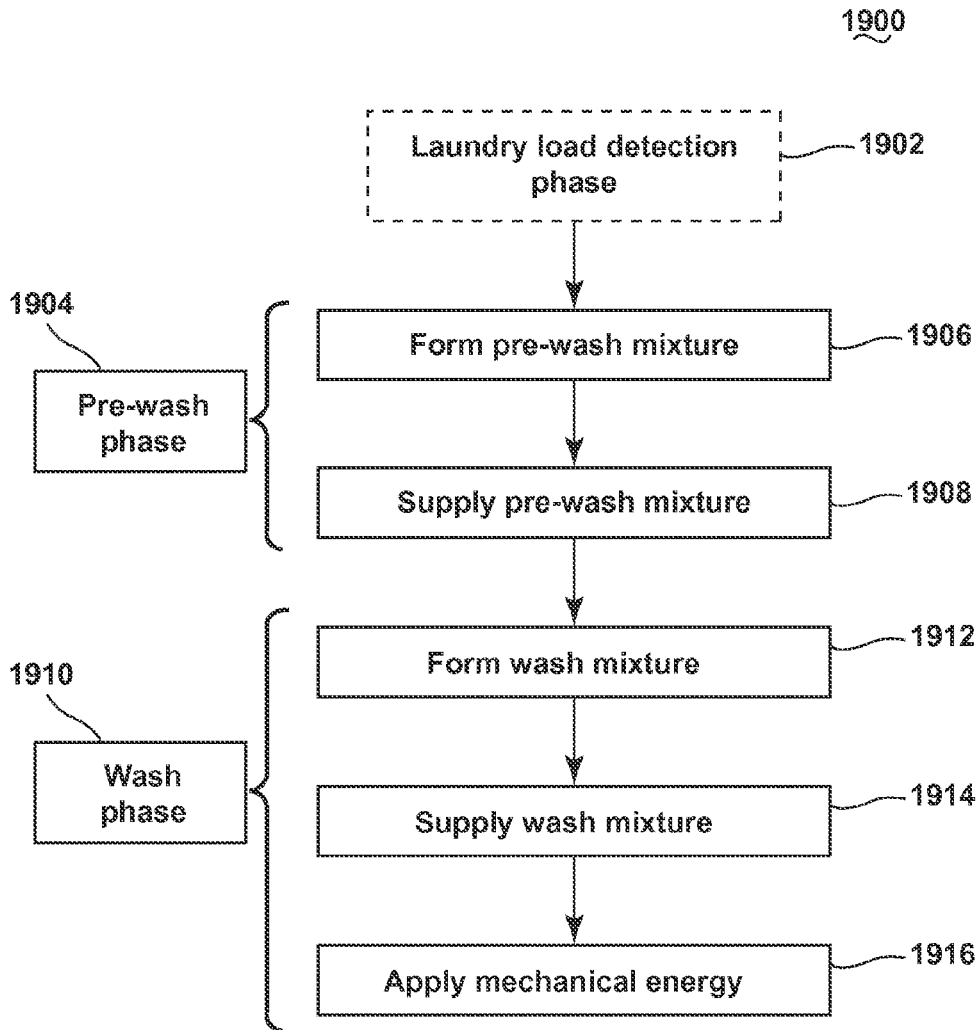 1900
Laundry load detection
phase
1902
1904
Pre-wash
phase
Form pre-wash mixture
1906
Supply pre-wash mixture
1908
1910
Wash
phase
Form wash mixture
1912
Supply wash mixture
1914
Apply mechanical energy
1916